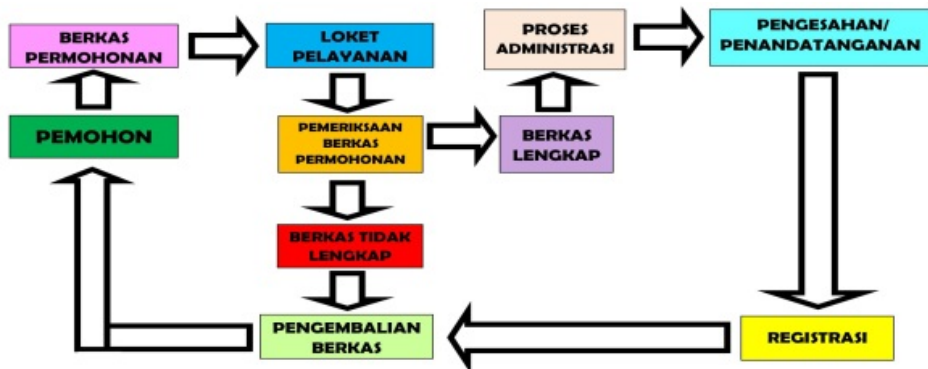 BERKAS
PERMOHONAN
LOKET
PELAYANAN
PROSES
ADMINISTRASI
PENGESAHAN/
PENANDATANGANAN
PEMOHON
PEMERIKSAAN
BERKAS
PERMOHONAN
BERKAS
LENGKAP
BERKAS TIDAK
LENGKAP
PENGEMBALIAN
BERKAS
REGISTRASI